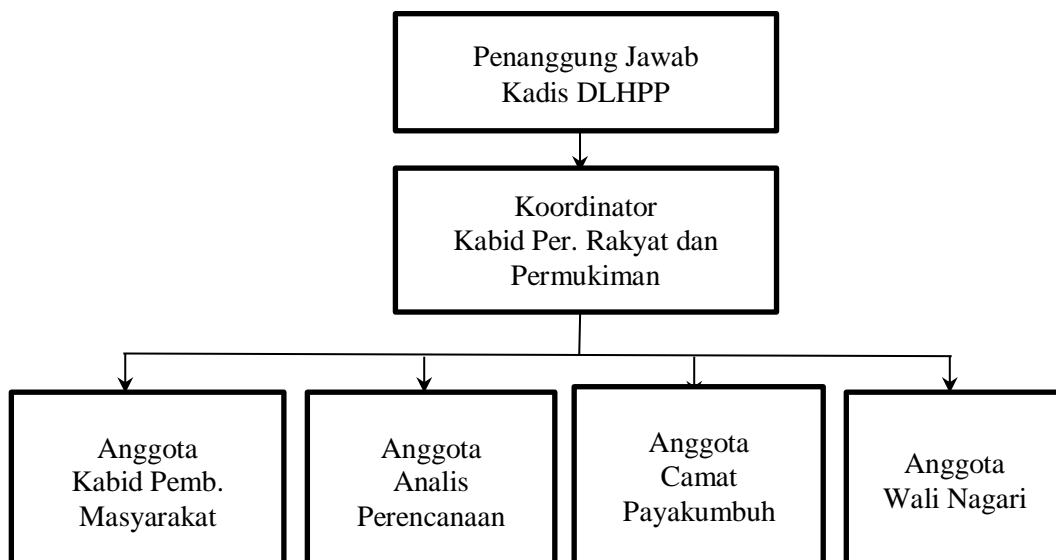 Penanggung Jawab
Kadis DLHPP
Koordinator
Kabid Per. Rakyat dan
Permukiman
Anggota
Kabid Pemb.
Masyarakat
Anggota
Analis
Perencanaan
Anggota
Camat
Payakumbuh
Anggota
Wali Nagari